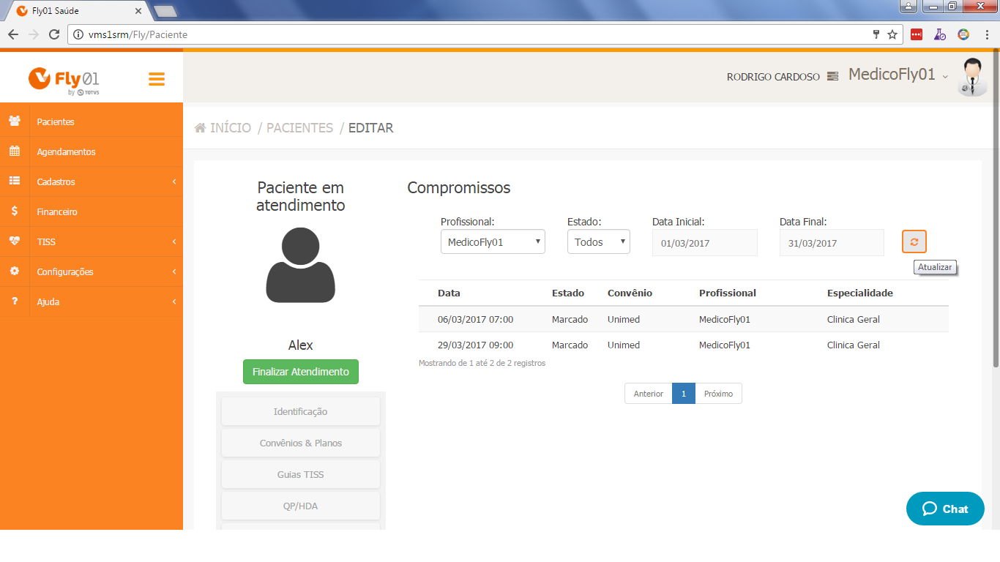 Fly01 Saúde
vms1srm/Fly/Paciente
Fly01
by TOTVS
RODRIGO CARDOSO MedicoFly01
Pacientes
Agendamentos
Cadastros
Financeiro
TISS
Configurações
Ajuda
INÍCIO / PACIENTES / EDITAR
Paciente em
atendimento
Alex
Finalizar Atendimento
Identificação
Convênios & Planos
Guias TISS
QP/HDA
Compromissos
Profissional: Estado: Data Inicial: Data Final:
MedicoFly01 Todos 01/03/2017 31/03/2017
Atualizar
Data Estado Convênio Profissional Especialidade
06/03/2017 07:00 Marcado Unimed MedicoFly01 Clinica Geral
29/03/2017 09:00 Marcado Unimed MedicoFly01 Clinica Geral
Mostrando de 1 até 2 de 2 registros
Anterior 1 Próximo
Chat